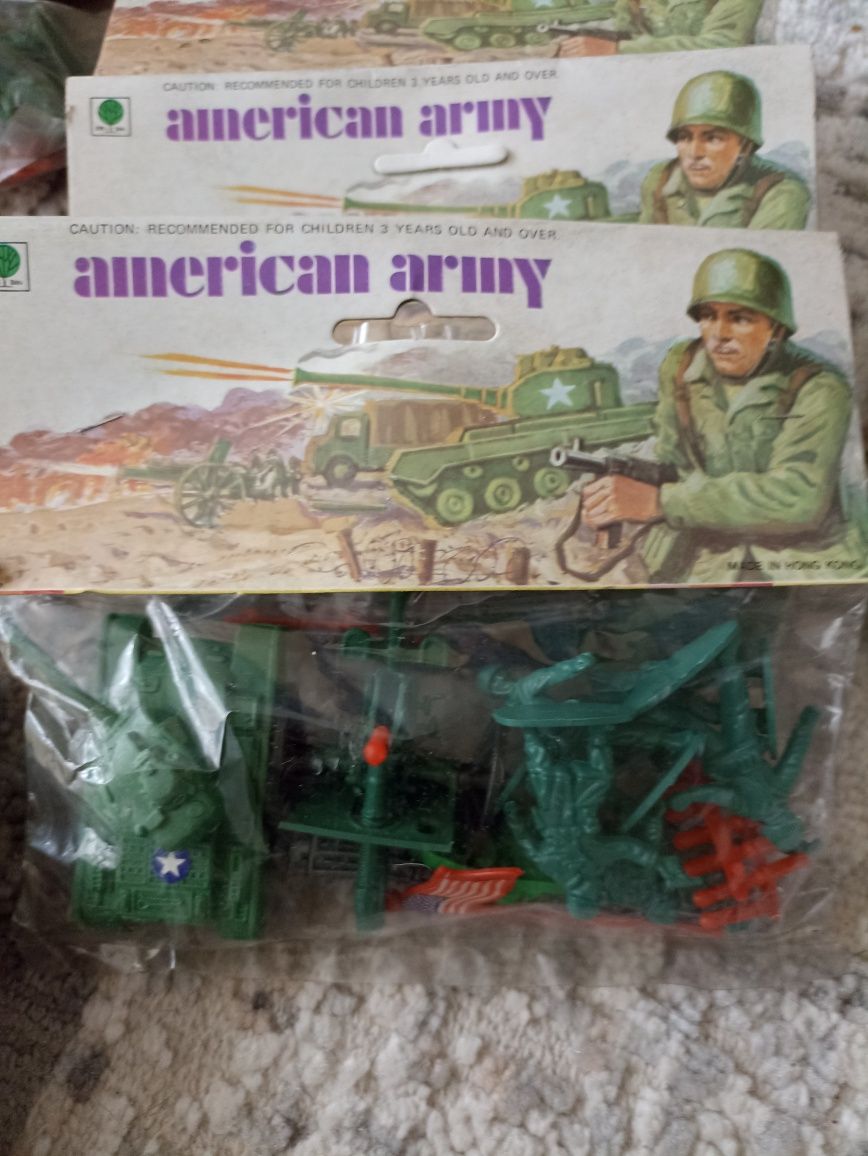 CAUTION: RECOMMENDED FOR CHILDREN 3 YEARS OLD AND OVER
american army
CAUTION: RECOMMENDED FOR CHILDREN 3 YEARS OLD AND OVER
american army
MADE IN HONG KONG